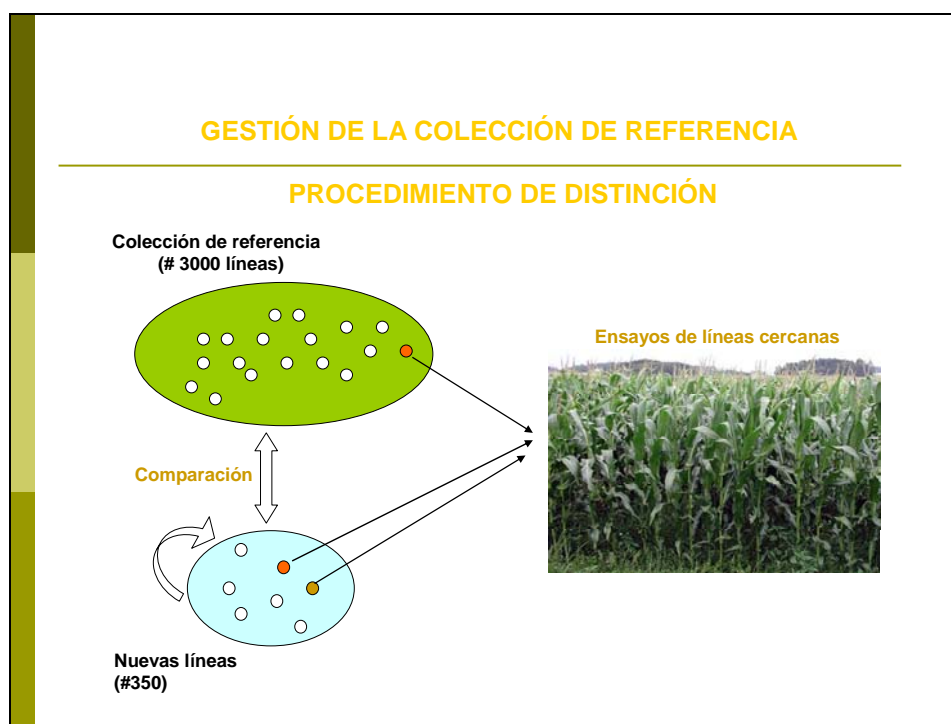 GESTIÓN DE LA COLECCIÓN DE REFERENCIA
PROCEDIMIENTO DE DISTINCIÓN
Colección de referencia
(# 3000 líneas)
Ensayos de líneas cercanas
Comparación
Nuevas líneas
(#350)